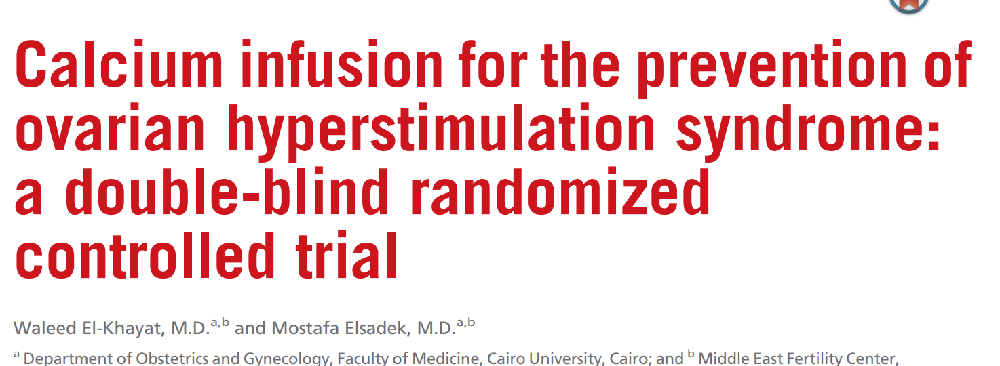 Calcium infusion for the prevention of
ovarian hyperstimulation syndrome:
a double-blind randomized
controlled trial
Waleed El-Khayat, M.D.a,b and Mostafa Elsadek, M.D.a,b
a Department of Obstetrics and Gynecology, Faculty of Medicine, Cairo University, Cairo; and b Middle East Fertility Center,